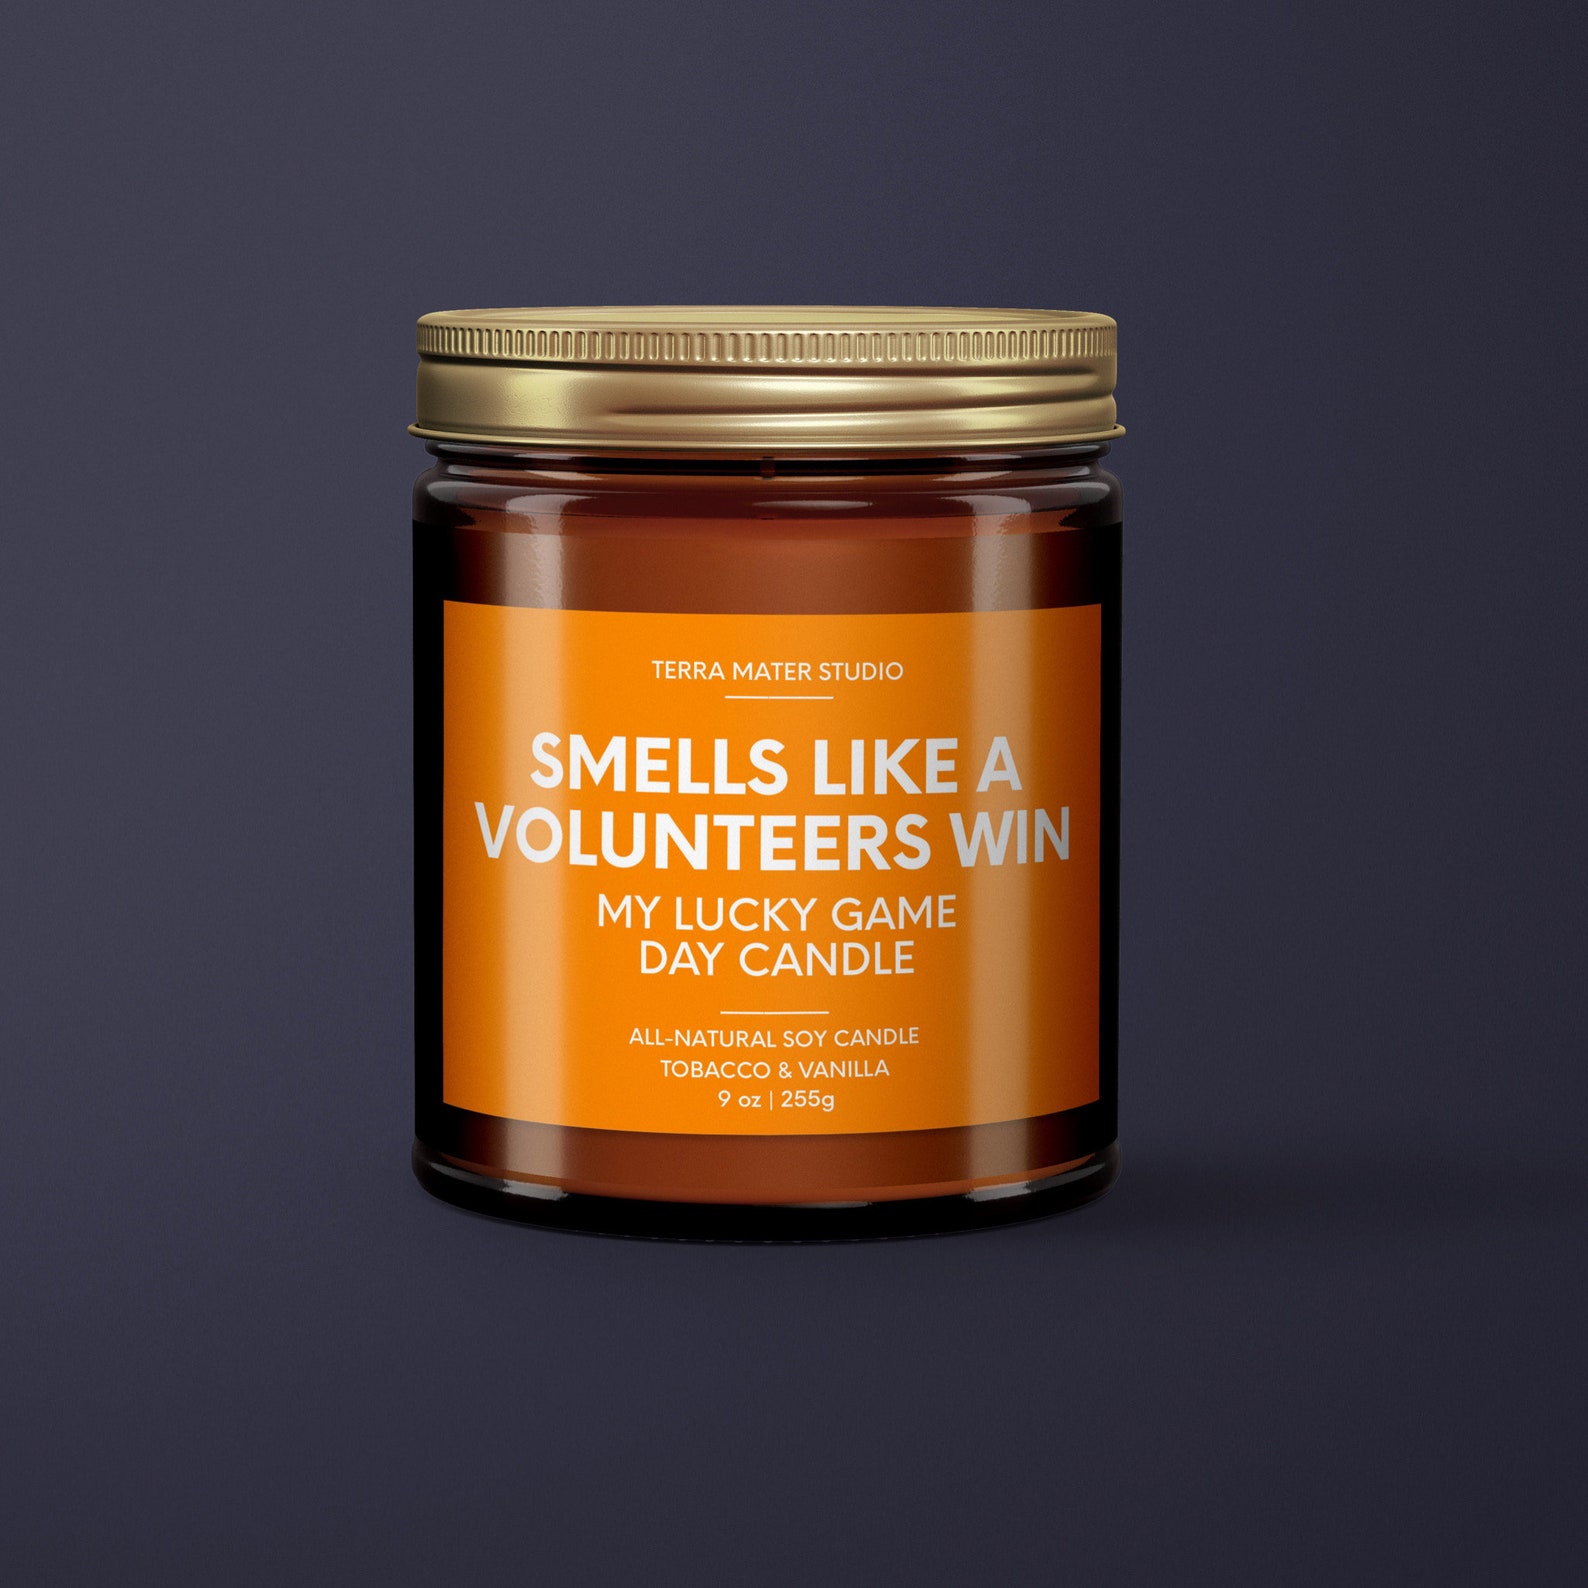 TERRA MATER STUDIO
SMELLS LIKE A
VOLUNTEERS WIN
MY LUCKY GAME
DAY CANDLE
ALL-NATURAL SOY CANDLE
TOBACCO & VANILLA
9 oz | 255g